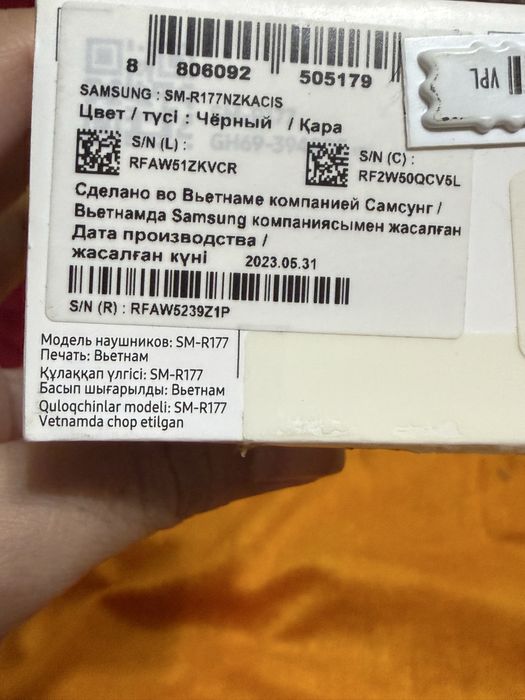 8 806092 505179
SAMSUNG : SM-R177NZKACIS
Цвет / түсі : Чёрный / Қара
S/N (L) :
RFAW51ZKVCR
S/N (C) :
RF2W50QCV5L
Сделано во Вьетнаме компанией Самсунг /
Вьетнамда Samsung компаниясымен жасалған
Дата производства /
жасалған күні 2023.05.31
S/N (R) : RFAW5239Z1P
Модель наушников: SM-R177
Печать: Вьетнам
Құлаққап үлгісі: SM-R177
Басып шығарылды: Вьетнам
Quloqchinlar modeli: SM-R177
Vetnamda chop etilgan
VPL